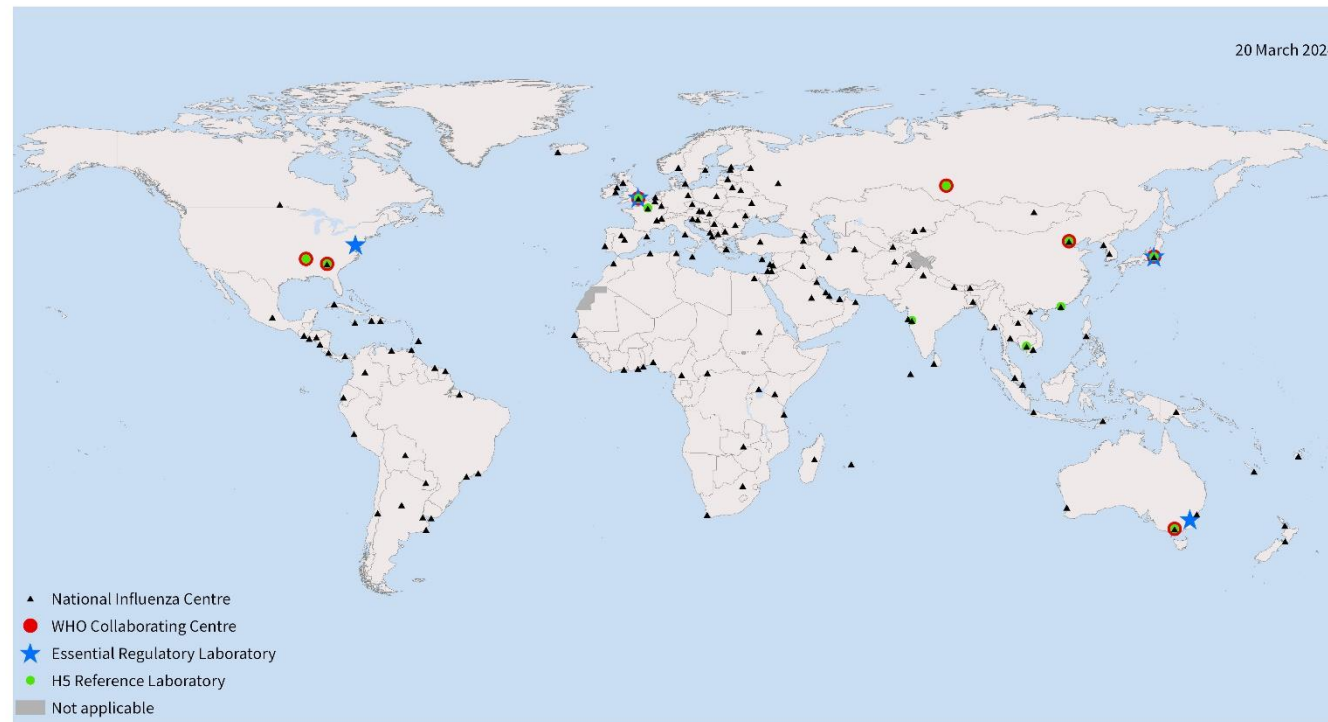 20 March 202
National Influenza Centre
WHO Collaborating Centre
Essential Regulatory Laboratory
H5 Reference Laboratory
Not applicable